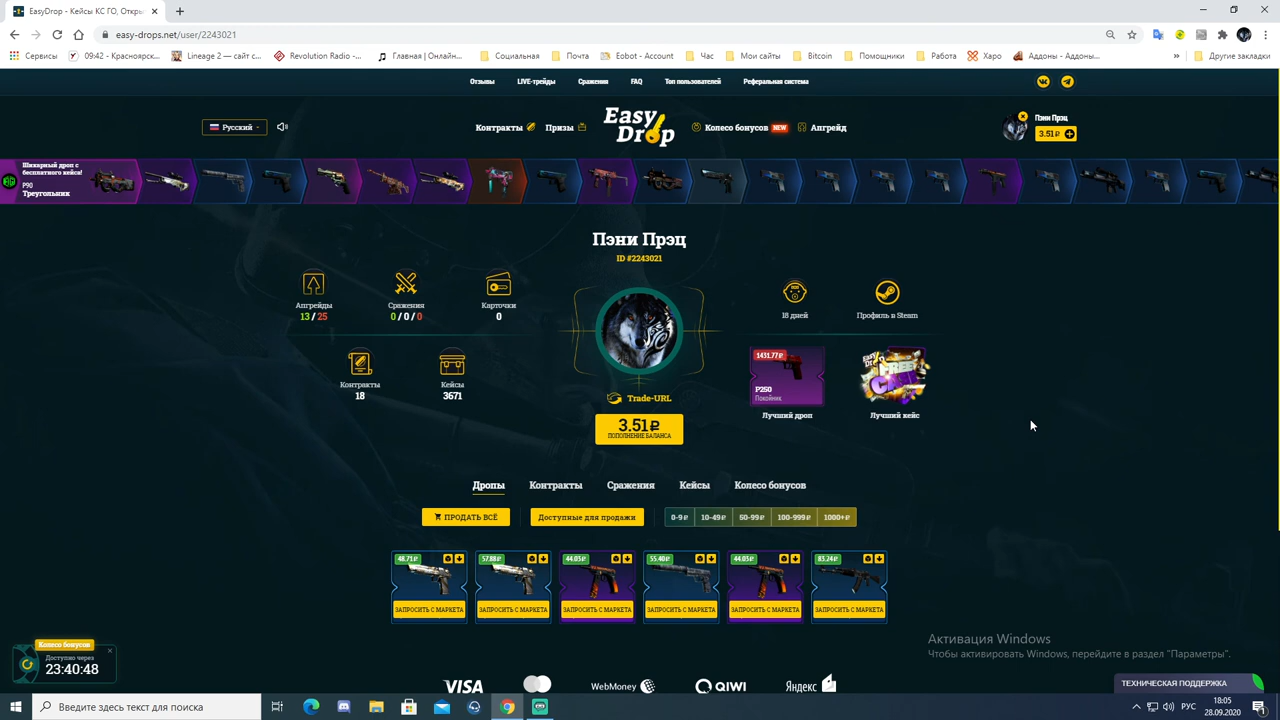 EasyDrop - Кейсы КС ГО, Откры
easy-drops.net/user/2243021
Сервисы
09:42 - Красноярск...
Lineage 2 — сайт с...
Revolution Radio -...
Главная | Онлайн...
Социальная
Почта
Eobot - Account
Час
Мои сайты
Bitcoin
Помощники
Работа
Харо
Аддоны - Аддоны...
»
Другие закладки
Отзывы
LIVE-трейды
Сражения
FAQ
Топ пользователей
Реферальная система
Русский
Контракты
Призы
Easy Drop
Колесо бонусов NEW
Апгрейд
Пэни Прэц
3.51₽
Шикарный дроп с
бесплатного кейса!
P90
Треугольник
Пэни Прэц
ID #2243021
Апгрейды
13 / 25
Сражения
0 / 0 / 0
Карточки
0
18 дней
Профиль в Steam
Контракты
18
Кейсы
3671
Trade-URL
3.51₽
ПОПОЛНЕНИЕ БАЛАНСА
1431.77₽
P250
Покойник
Лучший дроп
Easy Drop
FREE
CASE
Лучший кейс
Дропы
Контракты
Сражения
Кейсы
Колесо бонусов
ПРОДАТЬ ВСЁ
Доступные для продажи
0-9₽
10-49₽
50-99₽
100-999₽
1000+₽
48.71₽
57.88₽
44.05₽
55.40₽
44.05₽
83.24₽
ЗАПРОСИТЬ С МАРКЕТА
ЗАПРОСИТЬ С МАРКЕТА
ЗАПРОСИТЬ С МАРКЕТА
ЗАПРОСИТЬ С МАРКЕТА
ЗАПРОСИТЬ С МАРКЕТА
ЗАПРОСИТЬ С МАРКЕТА
Колесо бонусов
Доступно через
23:40:48
Активация Windows
Чтобы активировать Windows, перейдите в раздел "Параметры".
VISA
WebMoney
QIWI
Яндекс
ТЕХНИЧЕСКАЯ ПОДДЕРЖКА
Введите здесь текст для поиска
РУС
18:05
28.09.2020
1